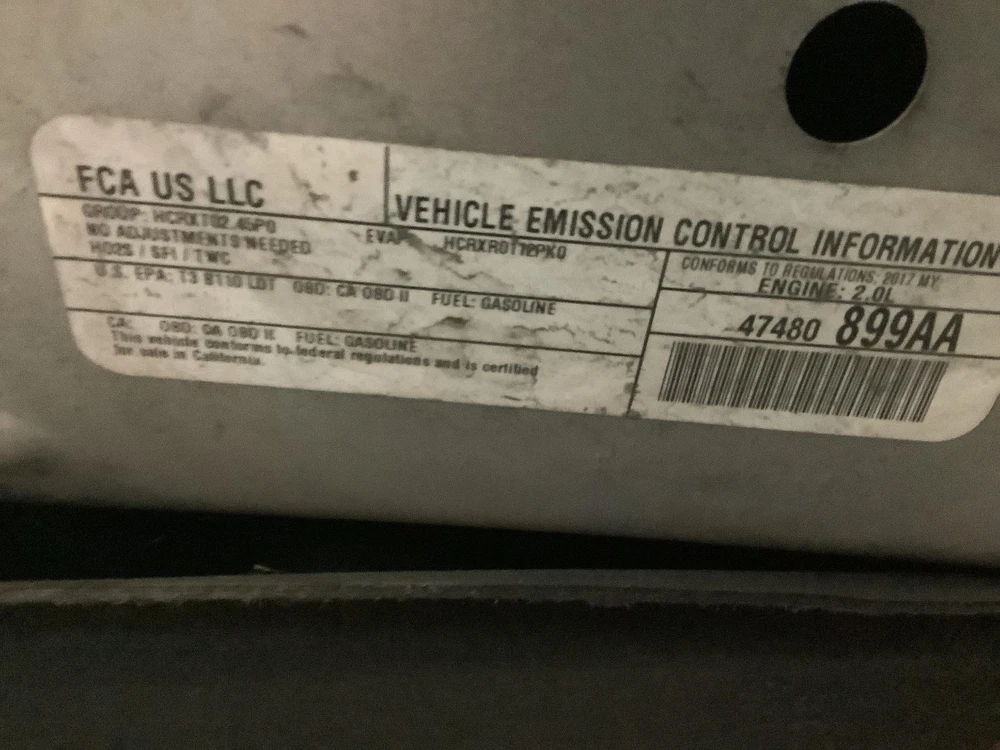 FCA US LLC
VEHICLE EMISSION CONTROL INFORMATION
GROUP: HCRXT02.45P0
EVAP: HCRXR0112PK0
NO ADJUSTMENTS NEEDED
HO2S / SFI / TWC
CONFORMS TO REGULATIONS: 2017 MY
ENGINE: 2.0L
U.S. EPA: T3 B110 LDT OBD: CA OBD II FUEL: GASOLINE
47480 899AA
CA: OBD: CA OBD II FUEL: GASOLINE
This vehicle conforms to federal regulations and is certified
for sale in California.